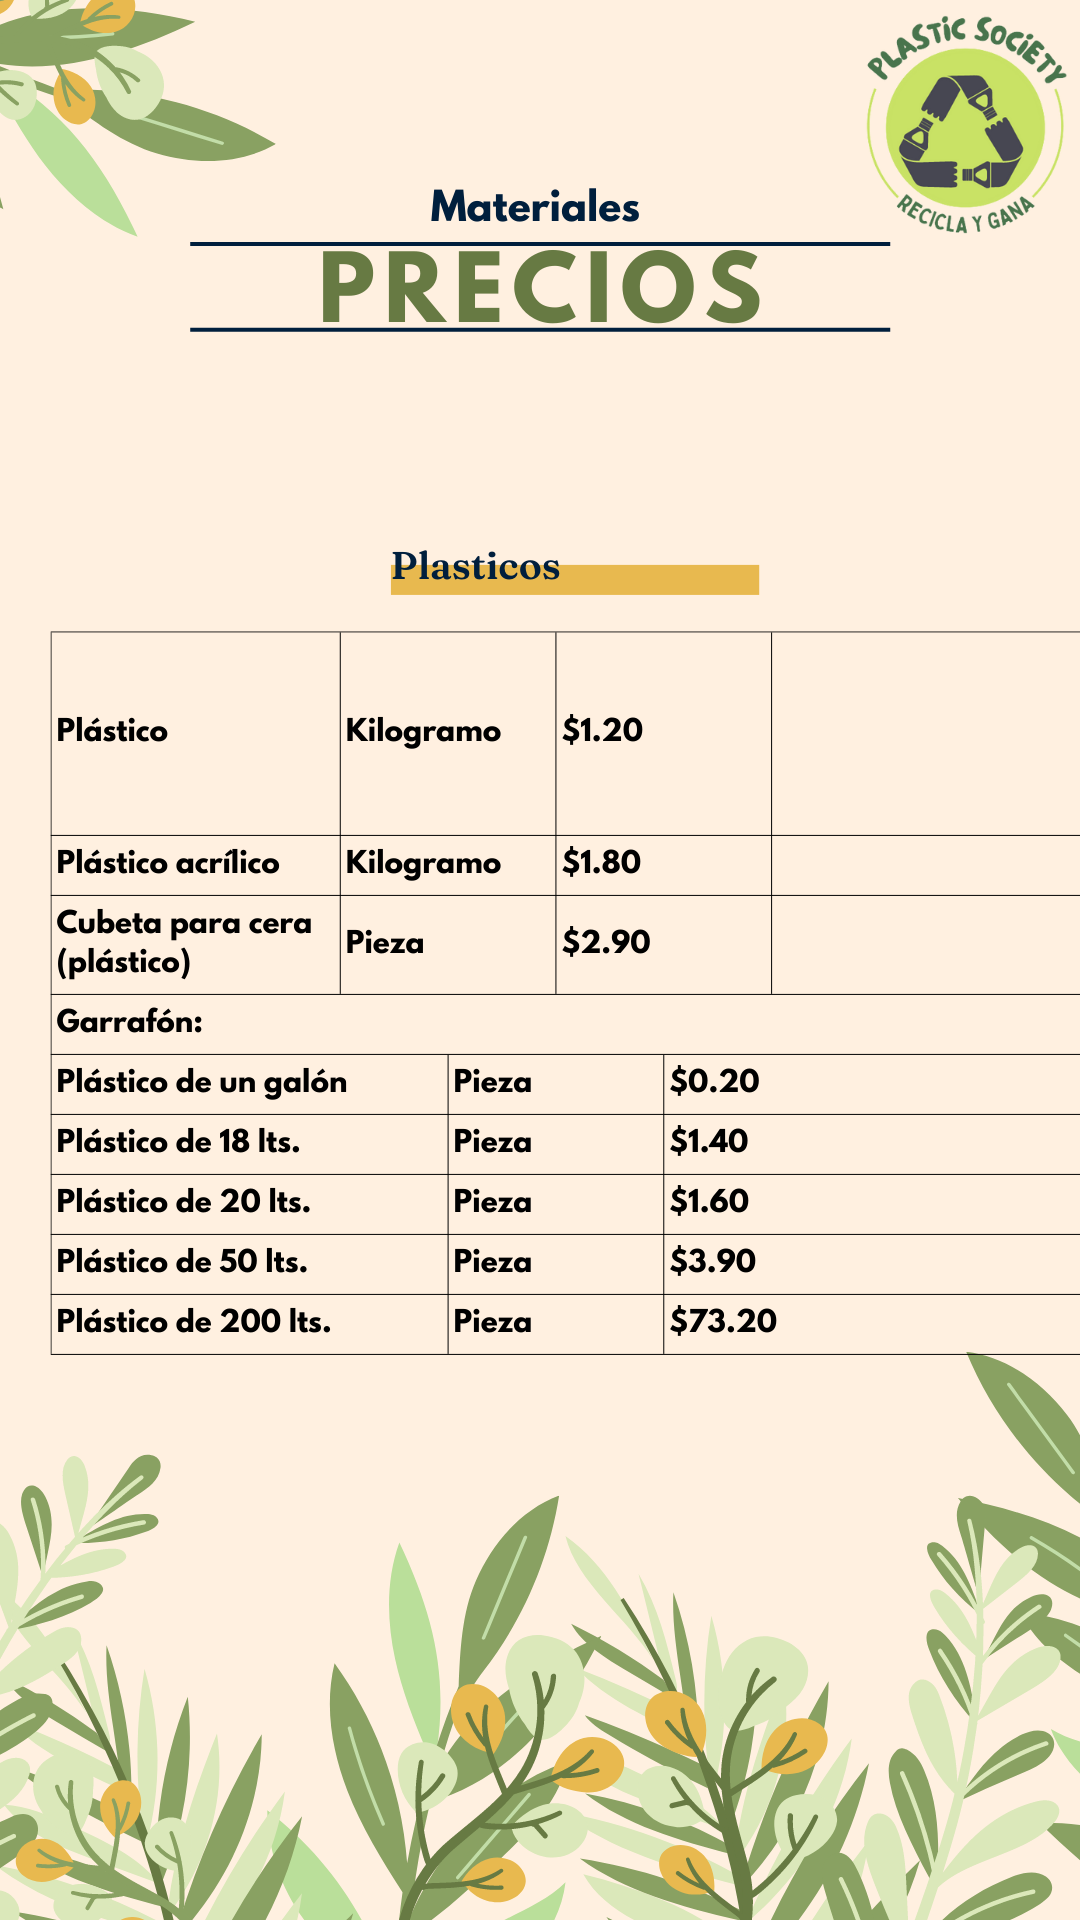 PLASTIC SOCIETY
RECICLA Y GANA
Materiales
PRECIOS
Plasticos
Plástico Kilogramo $1.20
Plástico acrílico Kilogramo $1.80
Cubeta para cera
(plástico) Pieza $2.90
Garrafón:
Plástico de un galón Pieza $0.20
Plástico de 18 lts. Pieza $1.40
Plástico de 20 lts. Pieza $1.60
Plástico de 50 lts. Pieza $3.90
Plástico de 200 lts. Pieza $73.20